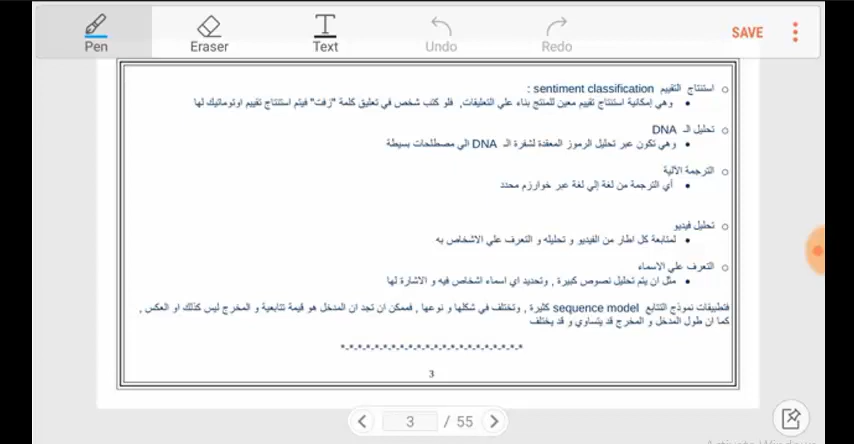 Pen
Eraser
Text
Undo
Redo
SAVE
استنتاج التقييم sentiment classification :
وهي إمكانية استنتاج تقييم معين للمنتج بناء علي التعليقات, فلو كتب شخص في تعليق كلمة "زفت" فيتم استنتاج تقييم اوتوماتيك لها
تحليل الـ DNA
وهي تكون عبر تحليل الرموز المعقدة لشفرة الـ DNA الي مصطلحات بسيطة
الترجمة الآلية
أي الترجمة من لغة إلي لغة عبر خوارزم محدد
تحليل فيديو
لمتابعة كل اطار من الفيديو و تحليله و التعرف علي الاشخاص به
التعرف علي الاسماء
مثل ان يتم تحليل نصوص كبيرة , وتحديد اي اسماء اشخاص فيه و الاشارة لها
فتطبيقات نموذج التتابع sequence model كثيرة , وتختلف في شكلها و نوعها , فممكن ان تجد ان المدخل هو قيمة تتابعية و المخرج ليس كذلك او العكس ,
كما ان طول المدخل و المخرج قد يتساوي و قد يختلف
*-*-*-*-*-*-*-*-*-*-*-*-*-*-*-*-*-*-*-*-*-*
3
3 / 55